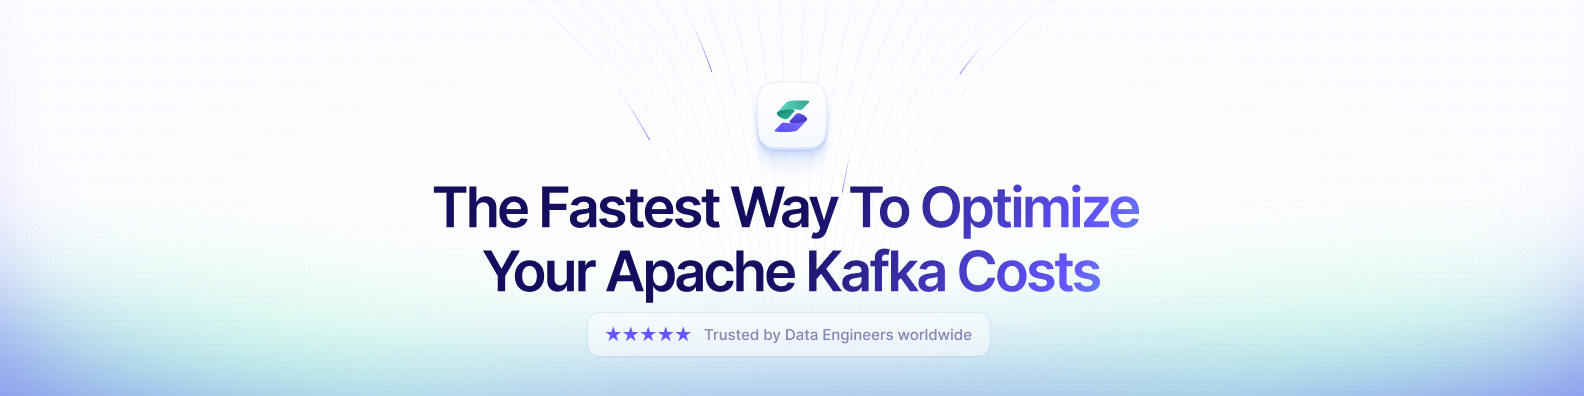 The Fastest Way To Optimize
Your Apache Kafka Costs
★★★★★ Trusted by Data Engineers worldwide